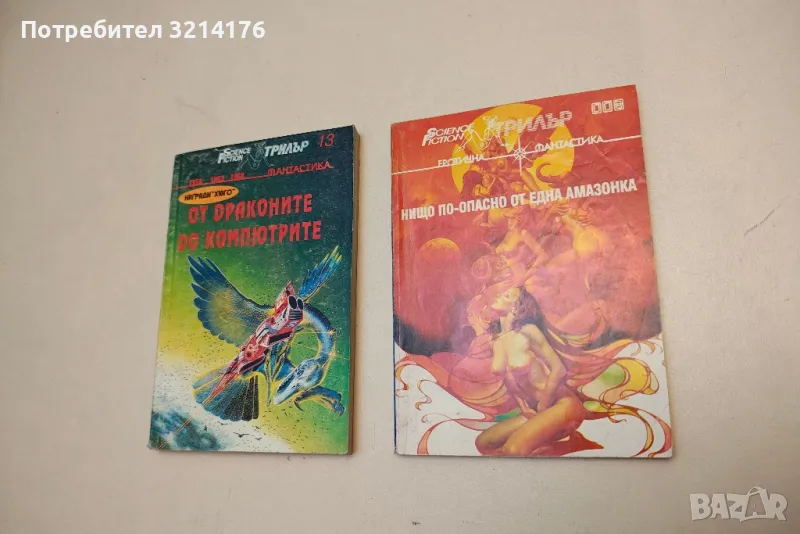 Потребител 3214176
SCIENCE
FICTION
ТРИЛЪР 13
ФАНТАСТИКА
НАГРАДИ "ХЮГО"
ОТ ДРАКОНИТЕ
ДО КОМПЮТРИТЕ
SCIENCE
FICTION
ТРИЛЪР
ЕРОТИЧНА ФАНТАСТИКА
НИЩО ПО-ОПАСНО ОТ ЕДНА АМАЗОНКА
BAZAR